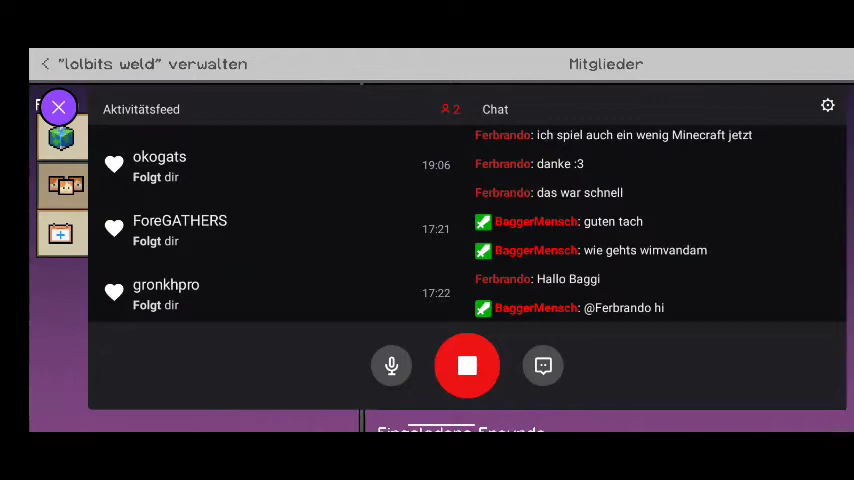 "lolbits weld" verwalten
Mitglieder
Aktivitätsfeed
2
Chat
okogats
Folgt dir
19:06
ForeGATHERS
Folgt dir
17:21
gronkhpro
Folgt dir
17:22
Ferbrando: ich spiel auch ein wenig Minecraft jetzt
Ferbrando: danke :3
Ferbrando: das war schnell
BaggerMensch: guten tach
BaggerMensch: wie gehts wimvandam
Ferbrando: Hallo Baggi
BaggerMensch: @Ferbrando hi
Eingeladene Freunde